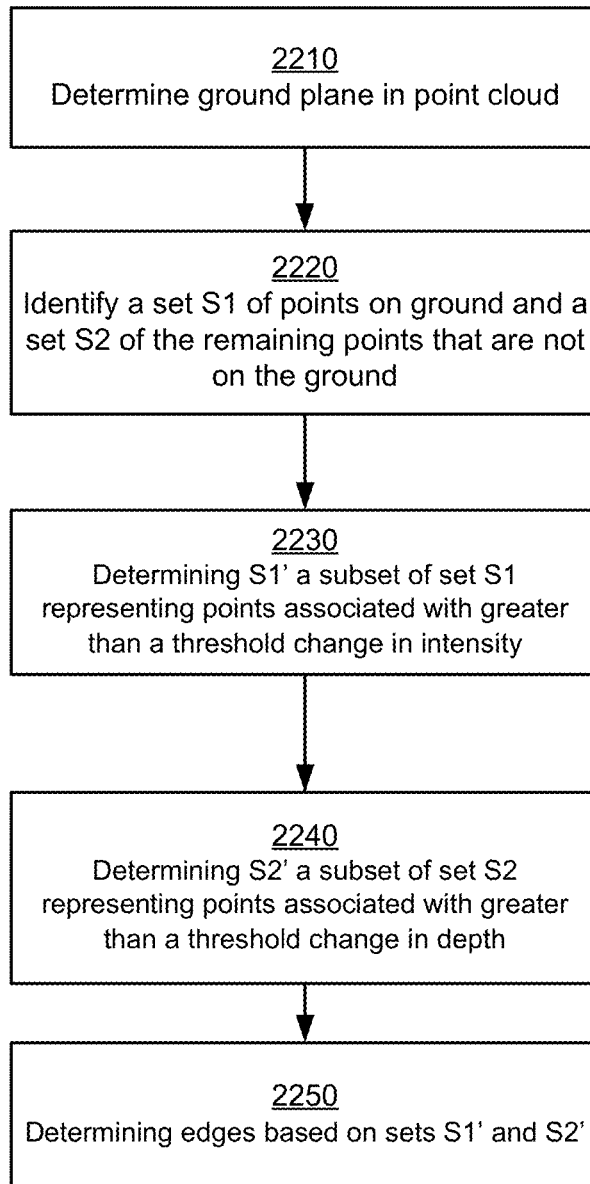 2210
Determine ground plane in point cloud
2220
Identify a set S1 of points on ground and a
set S2 of the remaining points that are not
on the ground
2230
Determining S1’ a subset of set S1
representing points associated with greater
than a threshold change in intensity
2240
Determining S2’ a subset of set S2
representing points associated with greater
than a threshold change in depth
2250
Determining edges based on sets S1’ and S2’